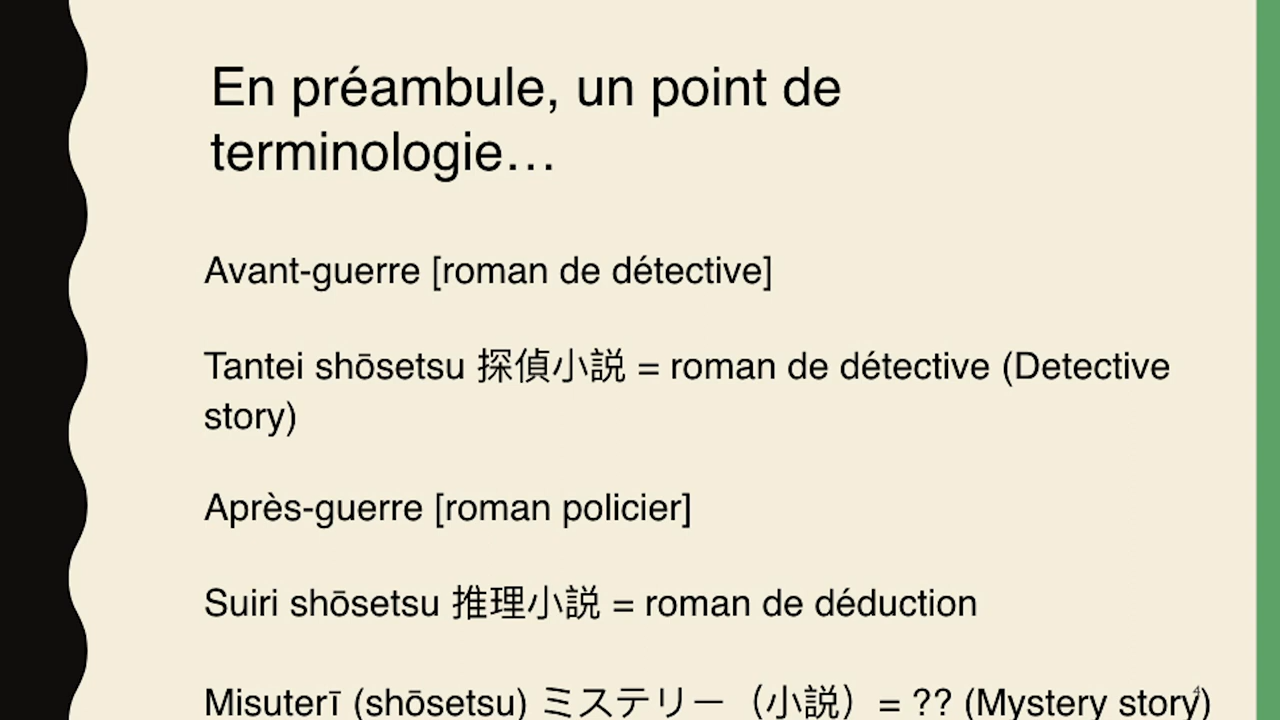 En préambule, un point de
terminologie…
Avant-guerre [roman de détective]
Tantei shōsetsu 探偵小説 = roman de détective (Detective
story)
Après-guerre [roman policier]
Suiri shōsetsu 推理小説 = roman de déduction
Misuterī (shōsetsu) ミステリー（小説）= ?? (Mystery story)
4